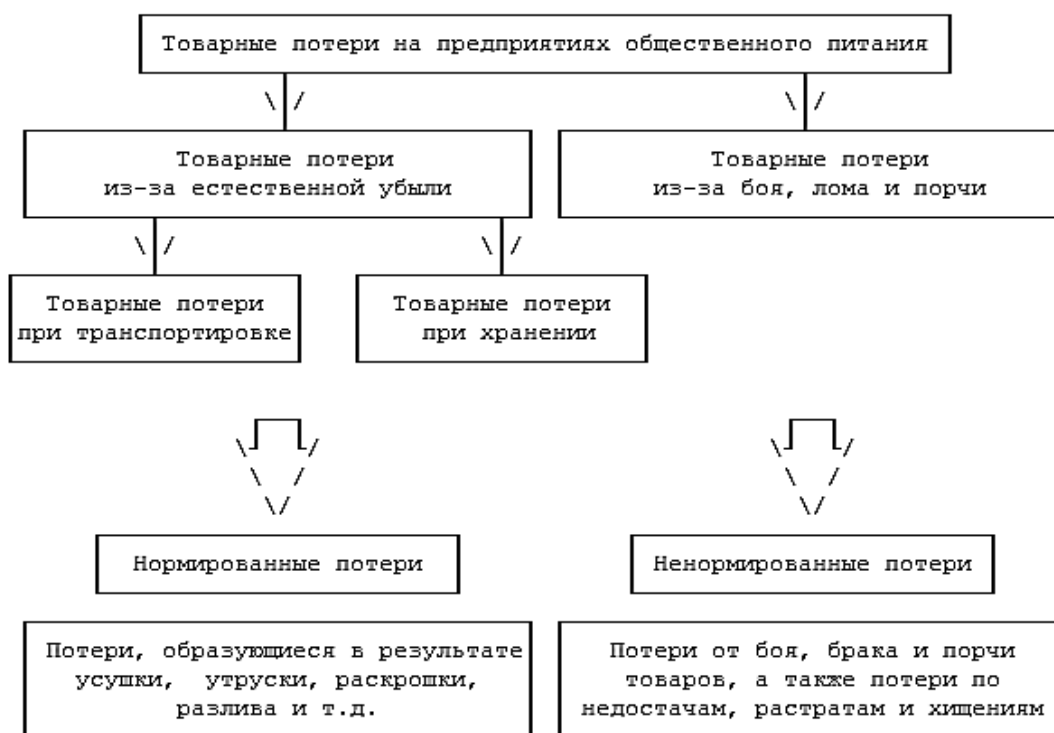 Товарные потери на предприятиях общественного питания
Товарные потери
из-за естественной убыли
Товарные потери
из-за боя, лома и порчи
Товарные потери
при транспортировке
Товарные потери
при хранении
Нормированные потери
Ненормированные потери
Потери, образующиеся в результате
усушки, утруски, раскрошки,
разлива и т.д.
Потери от боя, брака и порчи
товаров, а также потери по
недостачам, растратам и хищениям